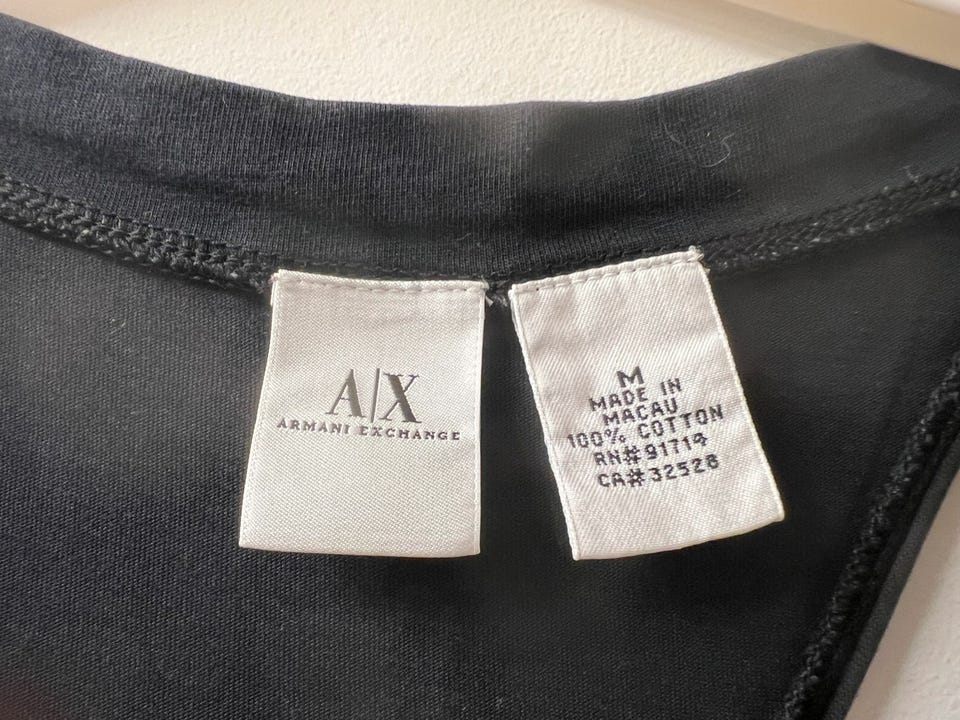 A|X
ARMANI EXCHANGE
M
MADE IN
MACAU
100% COTTON
RN#91714
CA#32528